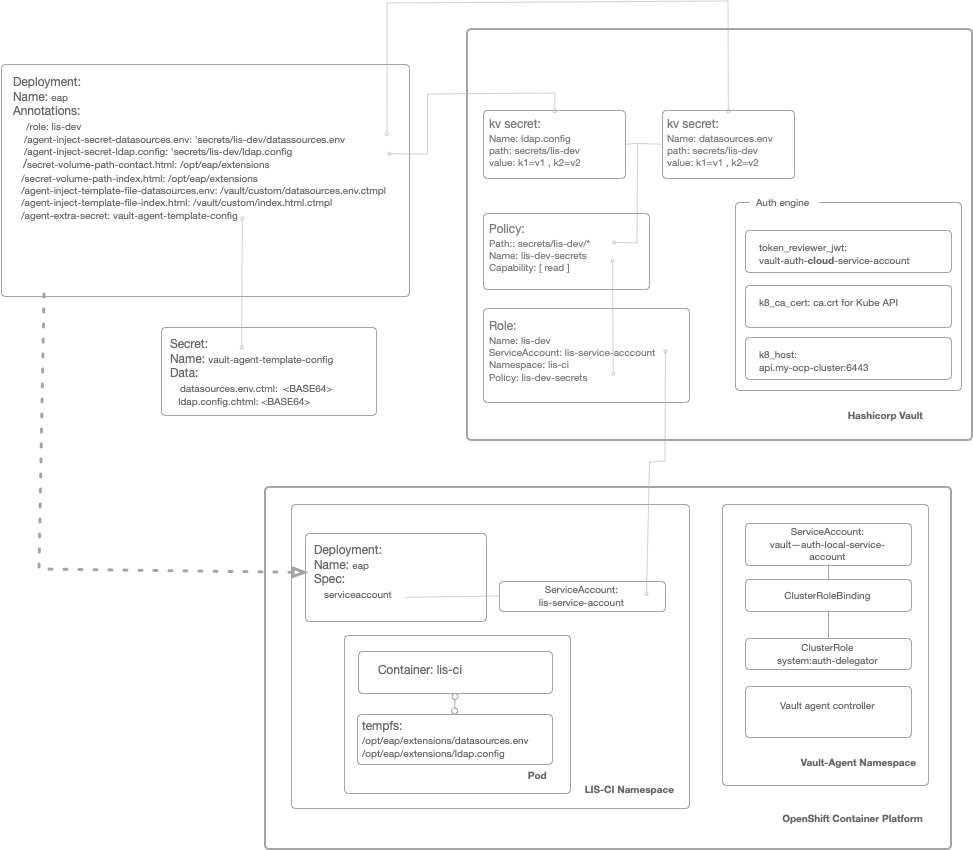 Deployment:
Name: eap
Annotations:
/role: lis-dev
/agent-inject-secret-datasources.env: 'secrets/lis-dev/datassources.env
/agent-inject-secret-ldap.config: 'secrets/lis-dev/ldap.config
/secret-volume-path-contact.html: /opt/eap/extensions
/secret-volume-path-index.html: /opt/eap/extensions
/agent-inject-template-file-datasources.env: /vault/custom/datasources.env.ctmpl
/agent-inject-template-file-index.html: /vault/custom/index.html.ctmpl
/agent-extra-secret: vault-agent-template-config
Secret:
Name: vault-agent-template-config
Data:
datasources.env.ctml: <BASE64>
ldap.config.chtml: <BASE64>
kv secret:
Name: ldap.config
path: secrets/lis-dev
value: k1=v1 , k2=v2
kv secret:
Name: datasources.env
path: secrets/lis-dev
value: k1=v1 , k2=v2
Policy:
Path:: secrets/lis-dev/*
Name: lis-dev-secrets
Capability: [ read ]
Role:
Name: lis-dev
ServiceAccount: lis-service-acccount
Namespace: lis-ci
Policy: lis-dev-secrets
Auth engine
token_reviewer_jwt:
vault-auth-cloud-service-account
k8_ca_cert: ca.crt for Kube API
k8_host:
api.my-ocp-cluster:6443
Hashicorp Vault
Deployment:
Name: eap
Spec:
serviceaccount
ServiceAccount:
lis-service-account
Container: lis-ci
tempfs:
/opt/eap/extensions/datasources.env
/opt/eap/extensions/ldap.config
Pod
LIS-CI Namespace
ServiceAccount:
vault—auth-local-service-
account
ClusterRoleBinding
ClusterRole
system:auth-delegator
Vault agent controller
Vault-Agent Namespace
OpenShift Container Platform